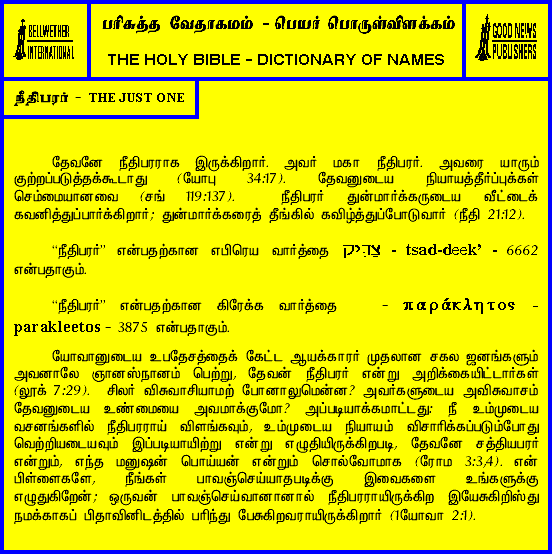 BELLWETHER
INTERNATIONAL
பரிசுத்த வேதாகமம் - பெயர் பொருள்விளக்கம்
THE HOLY BIBLE - DICTIONARY OF NAMES
GOOD NEWS
PUBLISHERS
நீதிபரர் - THE JUST ONE
தேவனே நீதிபரராக இருக்கிறார். அவர் மகா நீதிபரர். அவரை யாரும்
குற்றப்படுத்தக்கூடாது (யோபு 34:17). தேவனுடைய நியாயத்தீர்ப்புக்கள்
செம்மையானவை (சங் 119:137). நீதிபரர் துன்மார்க்கருடைய வீட்டைக்
கவனித்துப்பார்க்கிறார்; துன்மார்க்கரைத் தீங்கில் கவிழ்த்துப்போடுவார் (நீதி 21:12).
“நீதிபரர்” என்பதற்கான எபிரெய வார்த்தை צַדִּיק - tsad-deek’ - 6662
என்பதாகும்.
“நீதிபரர்” என்பதற்கான கிரேக்க வார்த்தை - παράκλητος -
parakleetos - 3875 என்பதாகும்.
யோவானுடைய உபதேசத்தைக் கேட்ட ஆயக்காரர் முதலான சகல ஜனங்களும்
அவனாலே ஞானஸ்நானம் பெற்று, தேவன் நீதிபரர் என்று அறிக்கையிட்டார்கள்
(லூக் 7:29). சிலர் விசுவாசியாமற் போனாலுமென்ன? அவர்களுடைய அவிசுவாசம்
தேவனுடைய உண்மையை அவமாக்குமோ? அப்படியாக்கமாட்டது: நீ உம்முடைய
வசனங்களில் நீதிபரராய் விளங்கவும், உம்முடைய நியாயம் விசாரிக்கப்படும்போது
வெற்றியடையவும் இப்படியாயிற்று என்று எழுதியிருக்கிறபடி, தேவனே சத்தியபரர்
என்றும், எந்த மனுஷன் பொய்யன் என்றும் சொல்வோமாக (ரோம 3:3,4). என்
பிள்ளைகளே, நீங்கள் பாவஞ்செய்யாதபடிக்கு இவைகளை உங்களுக்கு
எழுதுகிறேன்; ஒருவன் பாவஞ்செய்வானானால் நீதிபரராயிருக்கிற இயேசுகிறிஸ்து
நமக்காகப் பிதாவினிடத்தில் பரிந்து பேசுகிறவராயிருக்கிறார் (1யோவா 2:1).